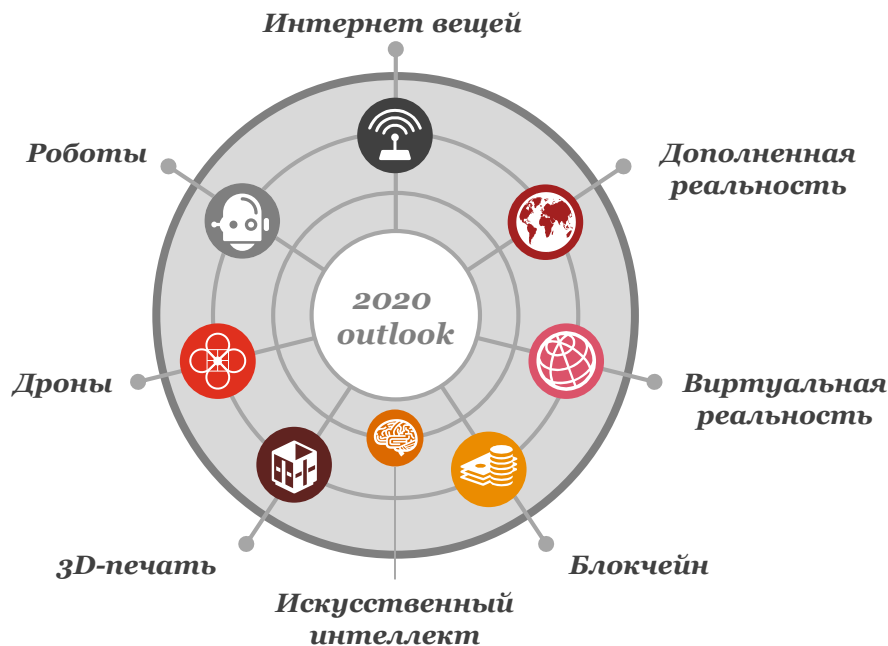 Интернет вещей
Роботы
Дополненная
реальность
2020
outlook
Дроны
Виртуальная
реальность
3D-печать
Блокчейн
Искусственный
интеллект